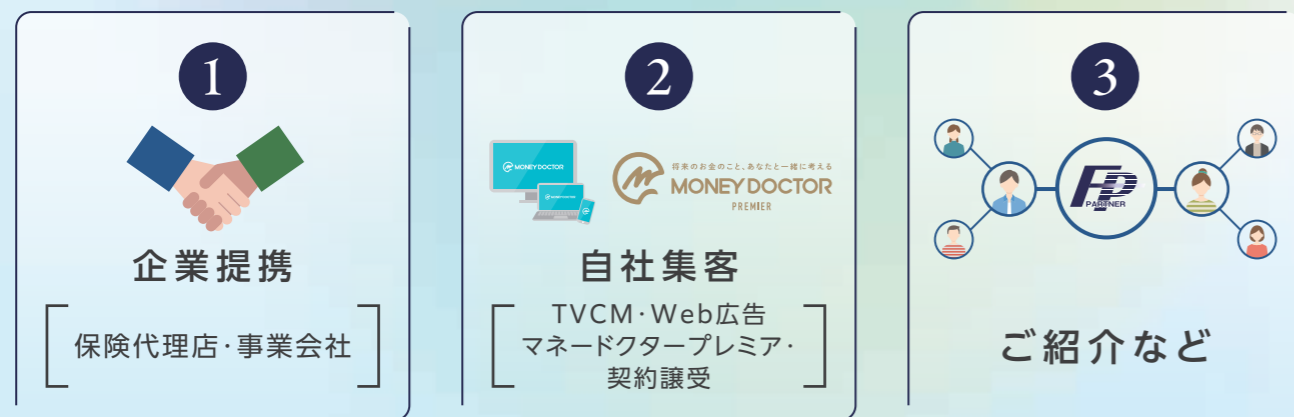 1
企業提携
保険代理店・事業会社
2
MONEY DOCTOR
MONEY DOCTOR
将来のお金のこと、あなたと一緒に考える
MONEY DOCTOR
PREMIER
自社集客
TVCM・Web広告
マネードクタープレミア・
契約譲受
3
FP
PARTNER
ご紹介など